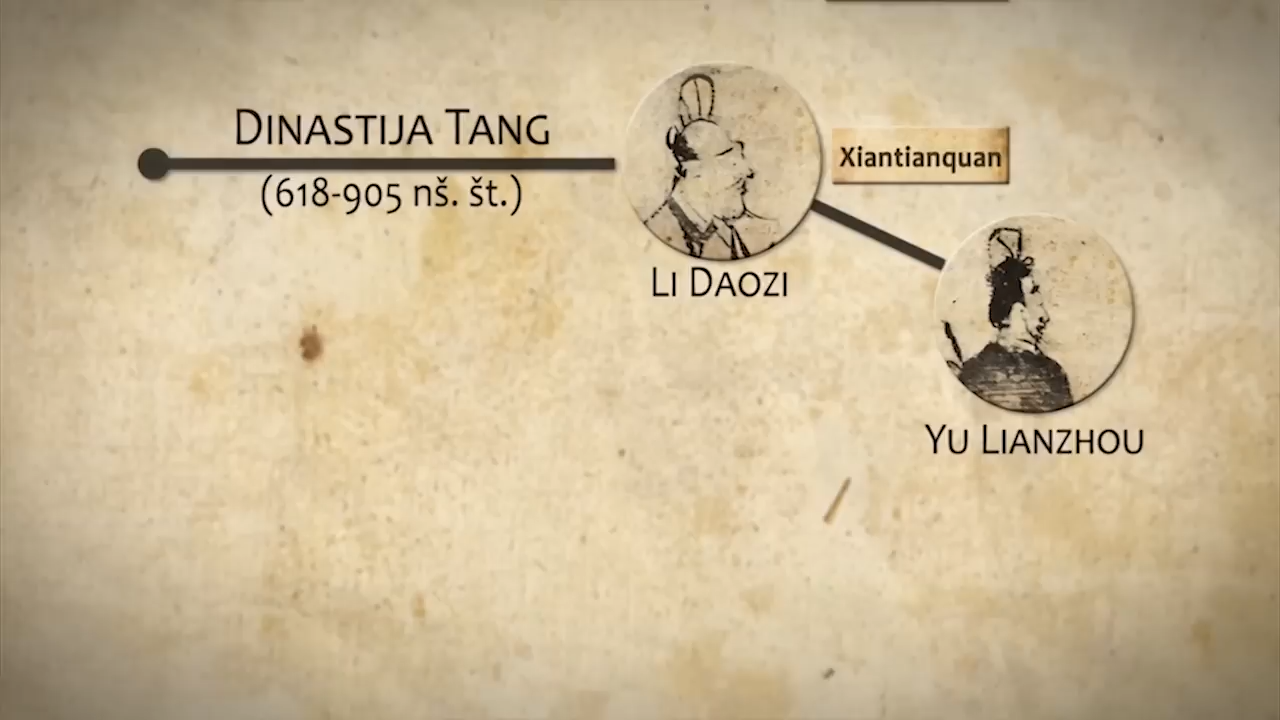 DINASTIJA TANG
(618-905 nš. št.)
Xiantianquan
LI DAOZI
YU LIANZHOU